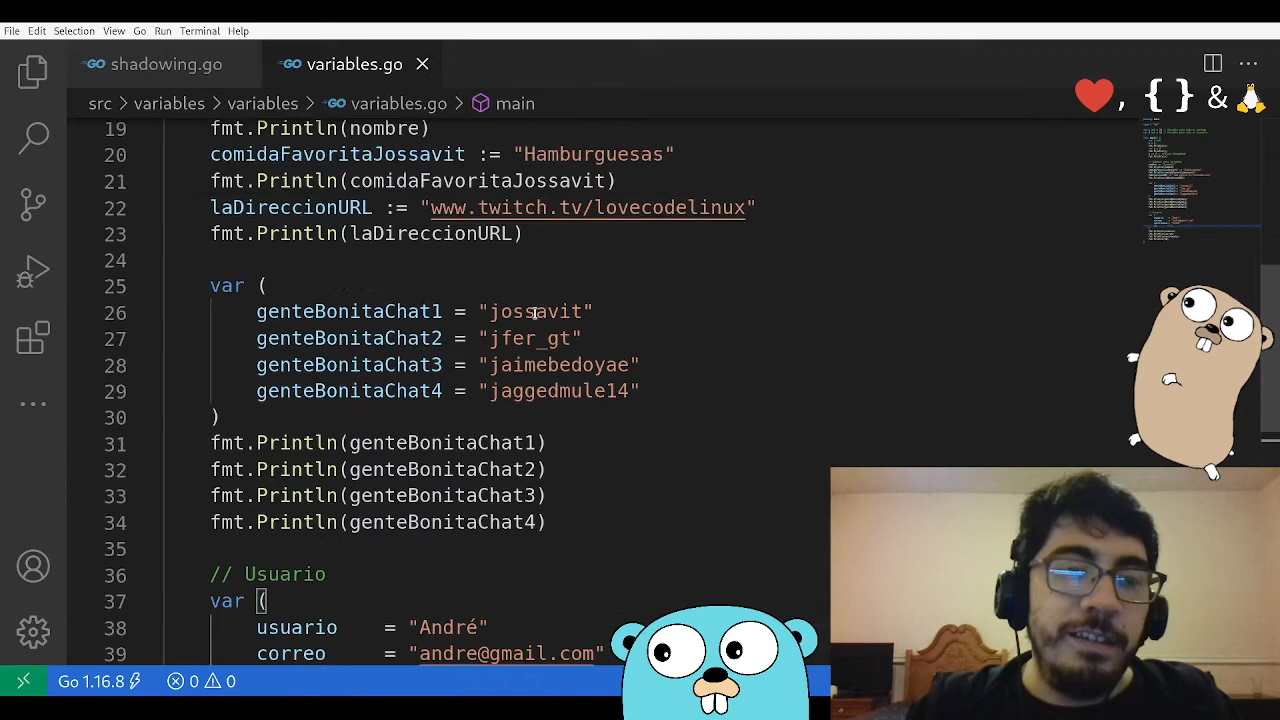 File Edit Selection View Go Run Terminal Help
shadowing.go variables.go
src > variables > variables > variables.go > main
, { } &
19 fmt.Println(nombre)
20 comidaFavoritaJossavit := "Hamburguesas"
21 fmt.Println(comidaFavoritaJossavit)
22 laDireccionURL := "www.twitch.tv/lovecodelinux"
23 fmt.Println(laDireccionURL)
24
25 var (
26 genteBonitaChat1 = "jossavit"
27 genteBonitaChat2 = "jfer_gt"
28 genteBonitaChat3 = "jaimebedoyae"
29 genteBonitaChat4 = "jaggedmule14"
30 )
31 fmt.Println(genteBonitaChat1)
32 fmt.Println(genteBonitaChat2)
33 fmt.Println(genteBonitaChat3)
34 fmt.Println(genteBonitaChat4)
35
36 // Usuario
37 var (
38 usuario = "André"
39 correo = "andre@gmail.com"
Go 1.16.8 0 0